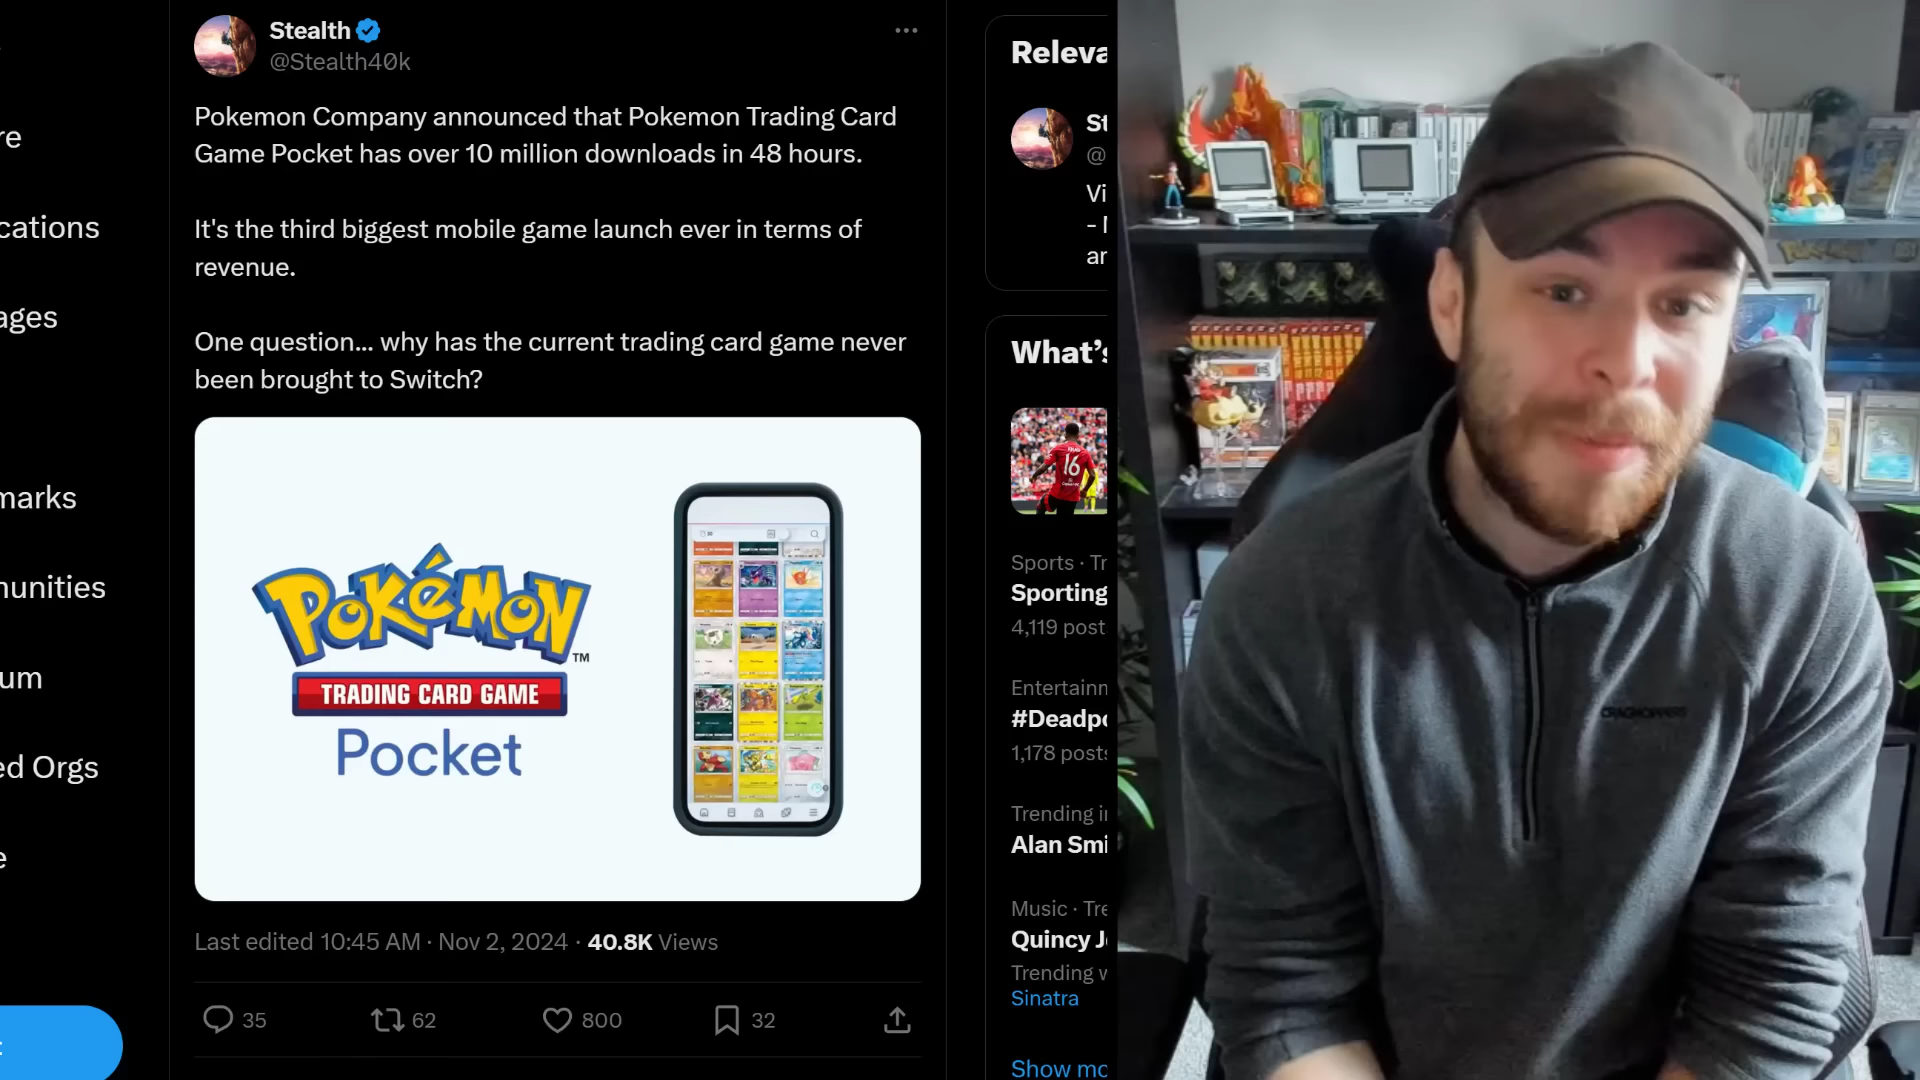 Stealth
@Stealth40k
Pokemon Company announced that Pokemon Trading Card
Game Pocket has over 10 million downloads in 48 hours.
It's the third biggest mobile game launch ever in terms of
revenue.
One question... why has the current trading card game never
been brought to Switch?
POKéMON
TM
TRADING CARD GAME
Pocket
Last edited 10:45 AM · Nov 2, 2024 · 40.8K Views
35
62
800
32
re
cations
ages
marks
nunities
um
ed Orgs
e
Releva
St
@
Vi
- I
ar
What's
16
Sports · Tr
Sporting
4,119 post
Entertainm
#Deadpo
1,178 posts
Trending in
Alan Smi
Music · Tre
Quincy J
Trending w
Sinatra
Show mo
CRAGHOPPERS